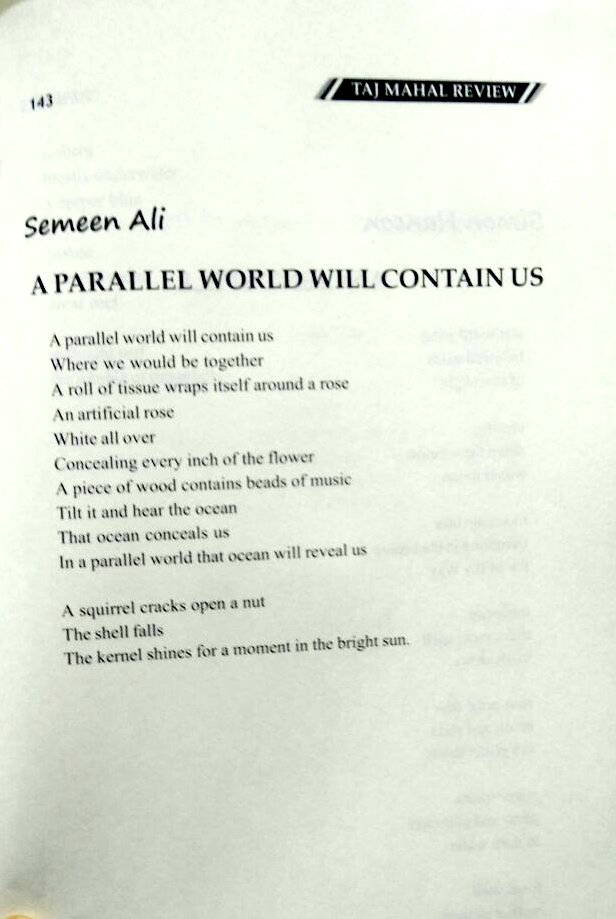 143
TAJ MAHAL REVIEW
Semeen Ali
A PARALLEL WORLD WILL CONTAIN US
A parallel world will contain us
Where we would be together
A roll of tissue wraps itself around a rose
An artificial rose
White all over
Concealing every inch of the flower
A piece of wood contains beads of music
Tilt it and hear the ocean
That ocean conceals us
In a parallel world that ocean will reveal us
A squirrel cracks open a nut
The shell falls
The kernel shines for a moment in the bright sun.